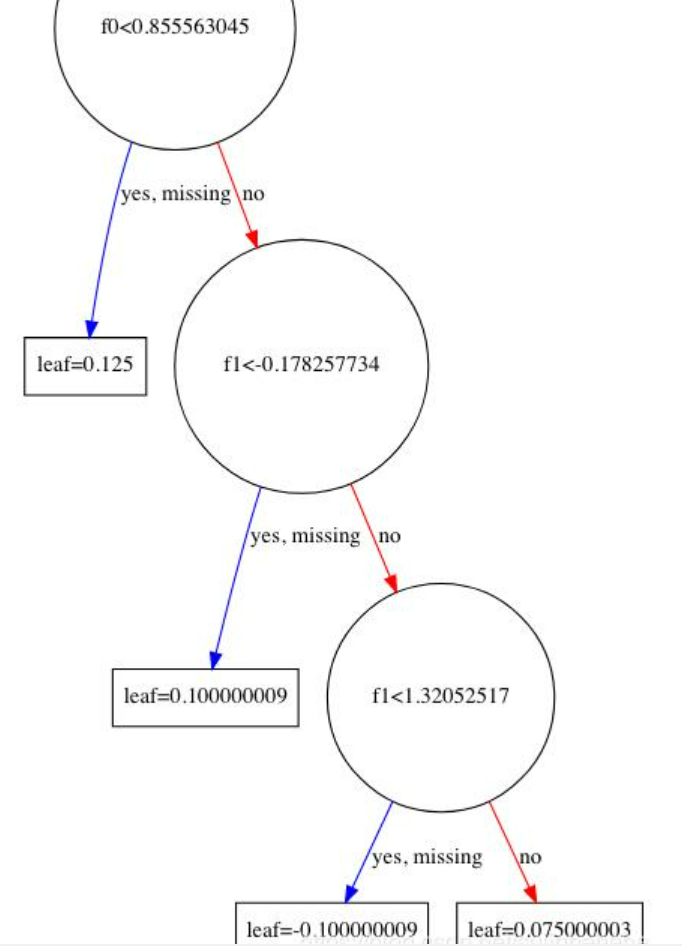 f0<0.855563045
yes, missing
no
leaf=0.125
f1<-0.178257734
yes, missing
no
leaf=0.100000009
f1<1.32052517
yes, missing
no
leaf=-0.100000009
leaf=0.075000003